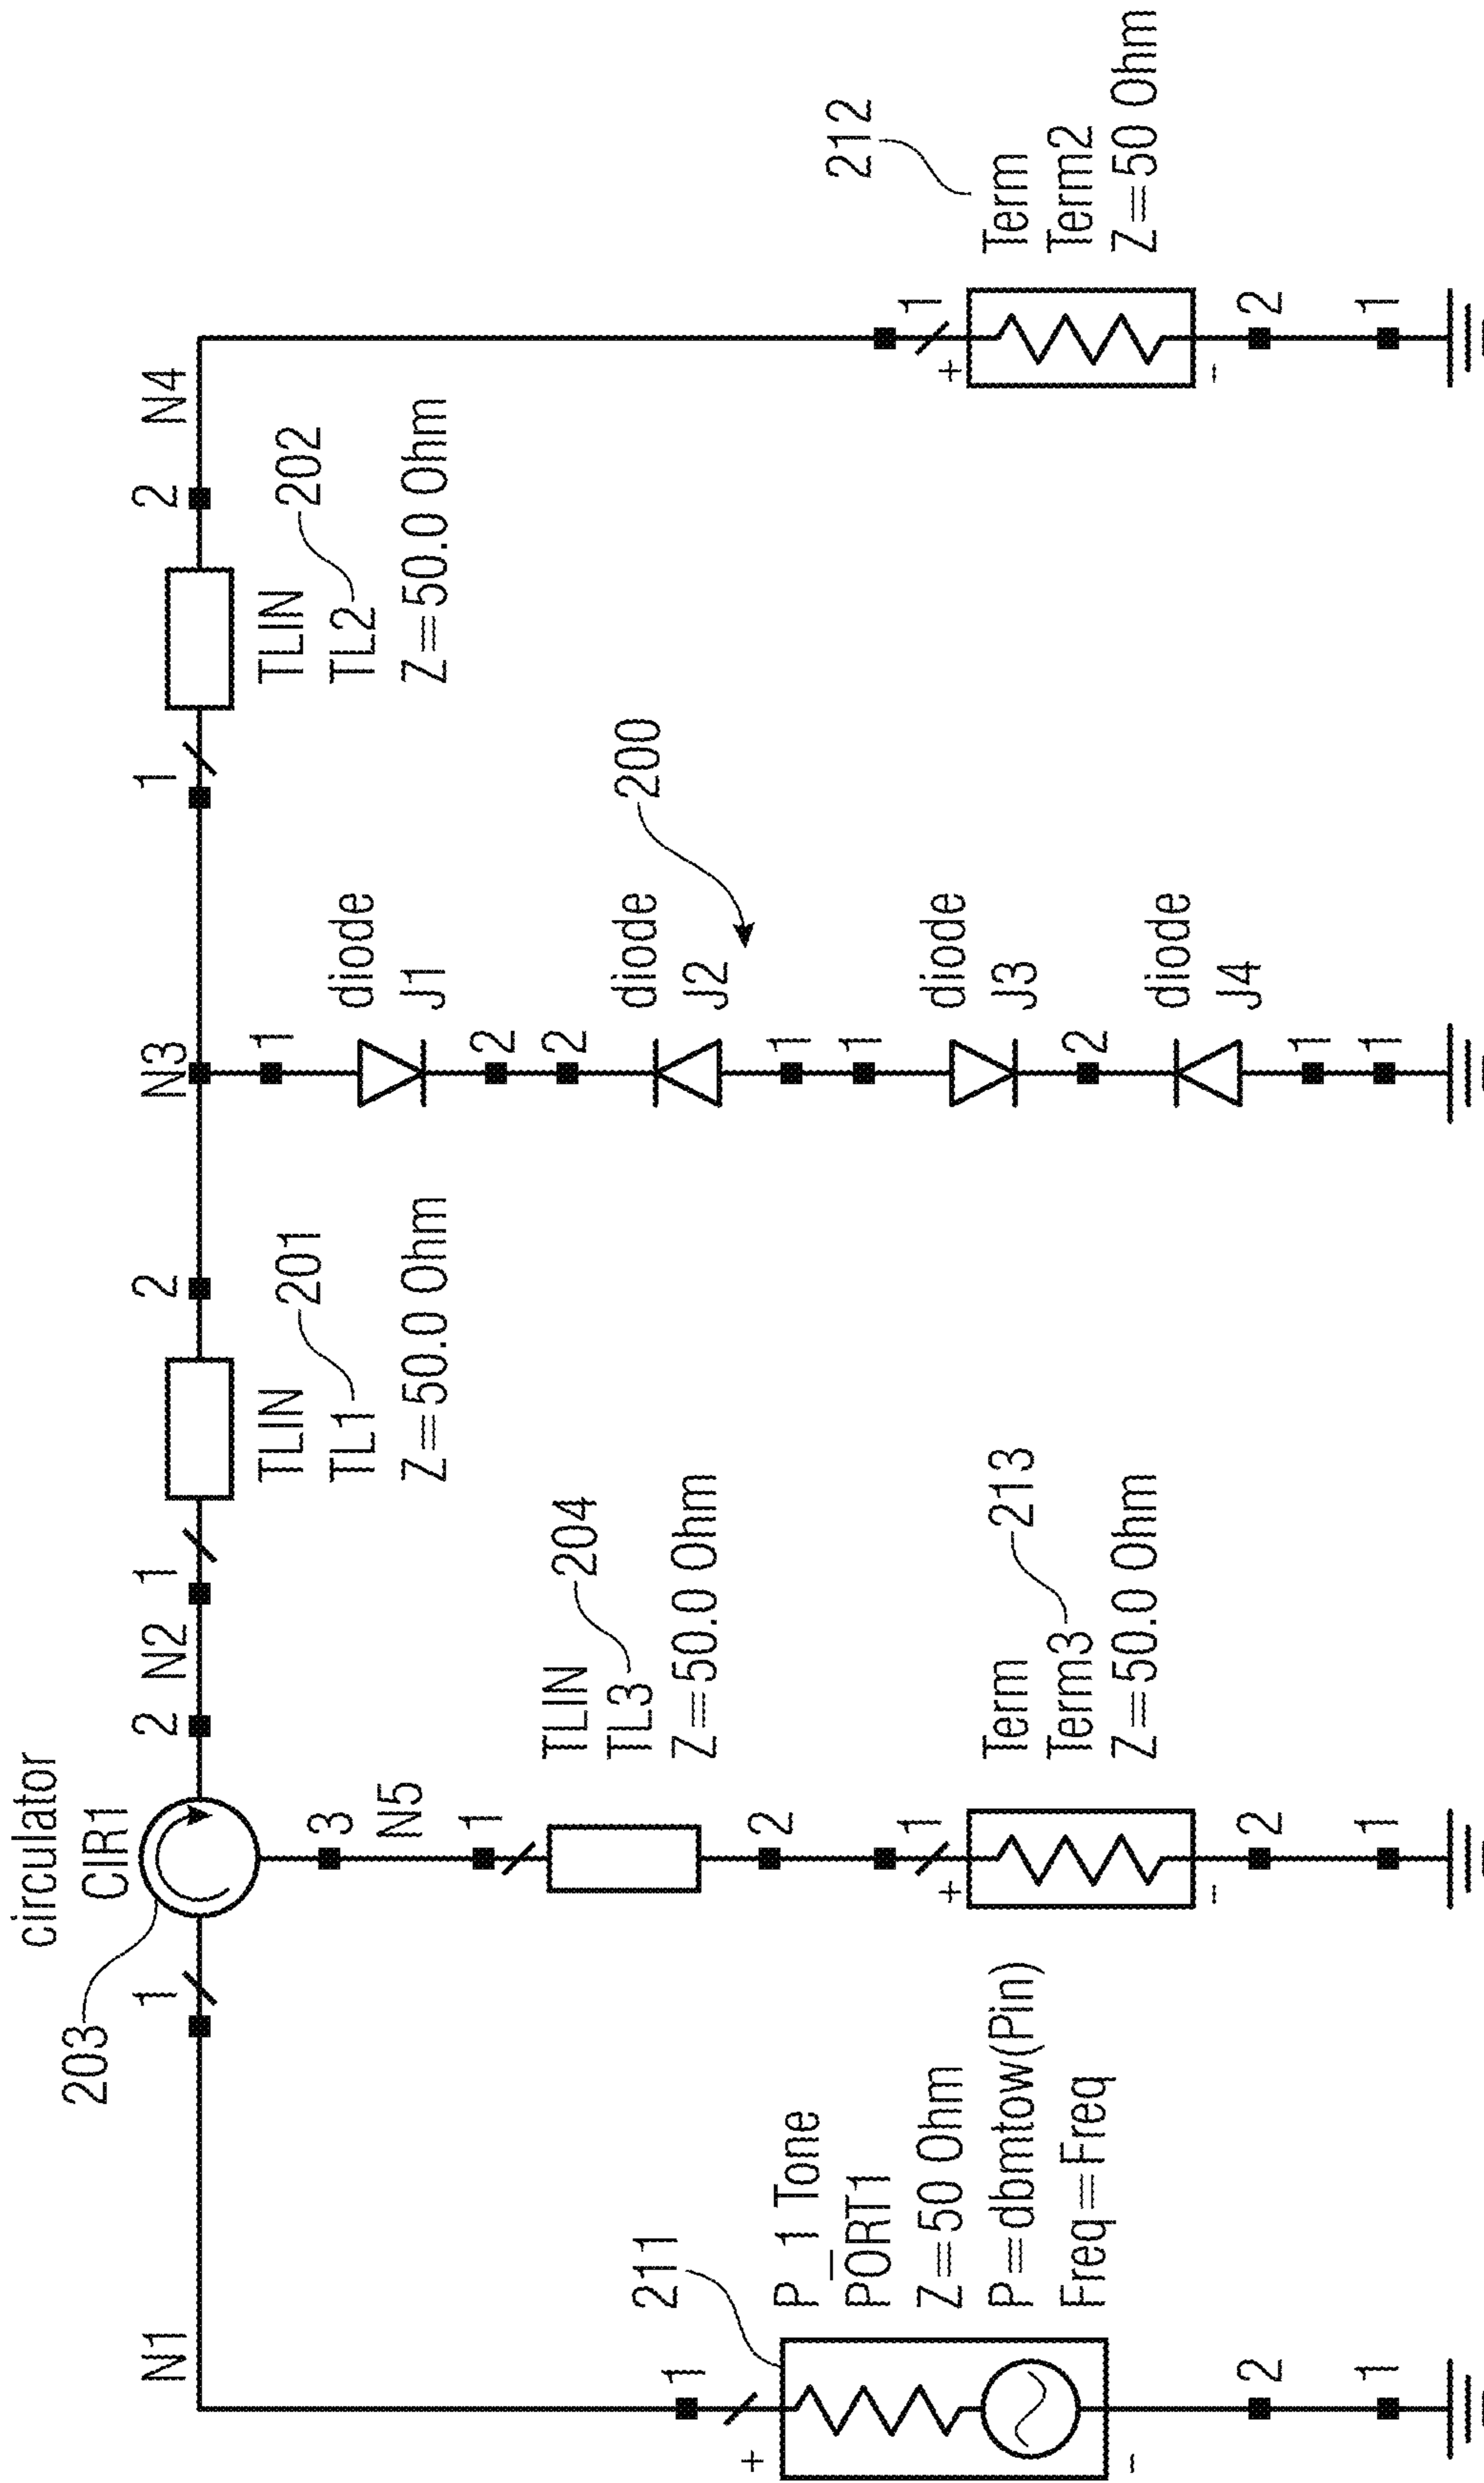 circulator
CIR1
203
N1
1
2
N2
1
TLIN
TL1
201
Z=50.0 Ohm
2
N3
1
TLIN
TL2
202
Z=50.0 Ohm
2
N4
1
+
211
P_1 Tone
PORT1
Z=50 Ohm
P=dbmtow(Pin)
Freq=Freq
-
2
1
3
N5
1
TLIN
TL3
204
Z=50.0 Ohm
2
1
+
Term
Term3
213
Z=50.0 Ohm
-
2
1
1
diode
J1
2
2
diode
J2
200
1
1
diode
J3
2
diode
J4
1
1
1
+
212
Term
Term2
Z=50 Ohm
-
2
1